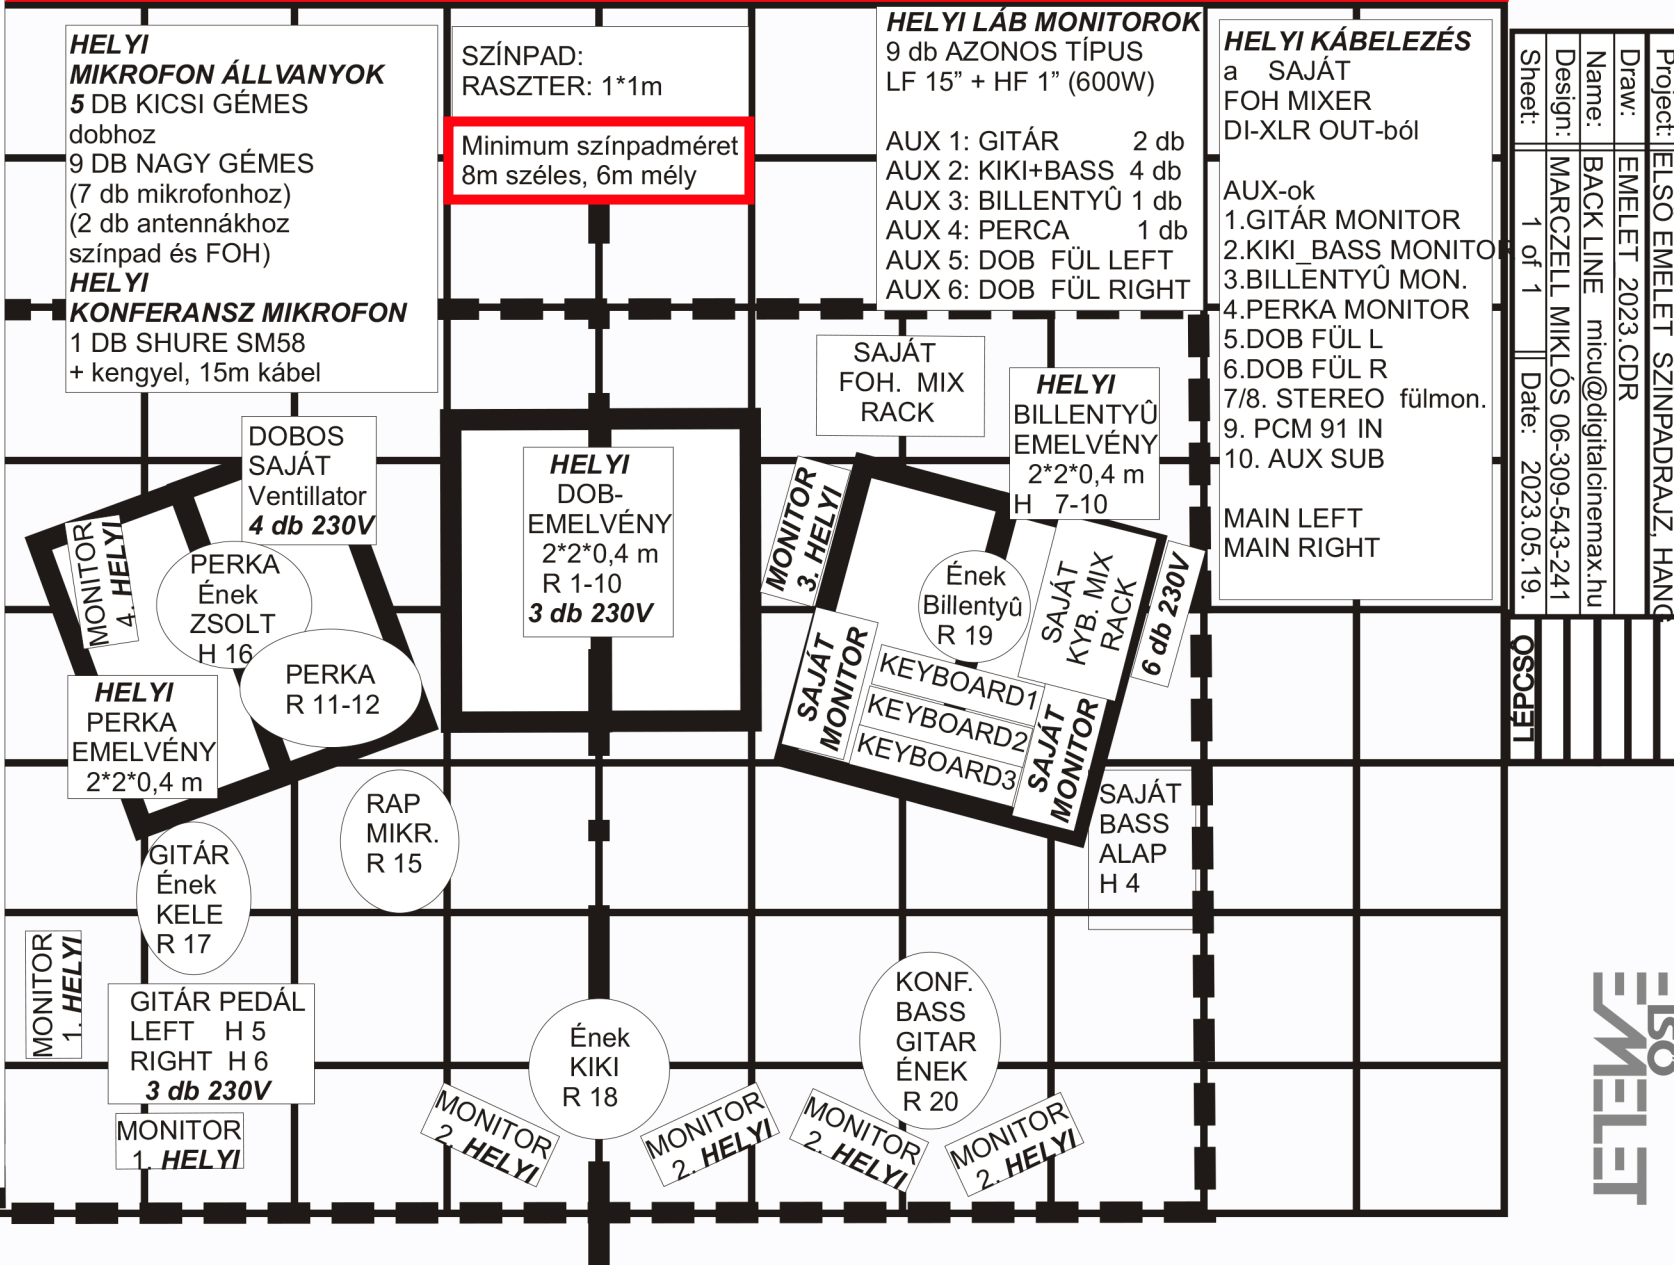 HELYI
MIKROFON ÁLLVANYOK
5 DB KICSI GÉMES
dobhoz
9 DB NAGY GÉMES
(7 db mikrofonhoz)
(2 db antennákhoz
színpad és FOH)
HELYI
KONFERANSZ MIKROFON
1 DB SHURE SM58
+ kengyel, 15m kábel
SZÍNPAD:
RASZTER: 1*1m
Minimum színpadméret
8m széles, 6m mély
HELYI LÁB MONITOROK
9 db AZONOS TÍPUS
LF 15” + HF 1” (600W)
AUX 1: GITÁR 2 db
AUX 2: KIKI+BASS 4 db
AUX 3: BILLENTYÛ 1 db
AUX 4: PERCA 1 db
AUX 5: DOB FÜL LEFT
AUX 6: DOB FÜL RIGHT
HELYI KÁBELEZÉS
a SAJÁT
FOH MIXER
DI-XLR OUT-ból
AUX-ok
1.GITÁR MONITOR
2.KIKI_BASS MONITOR
3.BILLENTYÛ MON.
4.PERKA MONITOR
5.DOB FÜL L
6.DOB FÜL R
7/8. STEREO fülmon.
9. PCM 91 IN
10. AUX SUB
MAIN LEFT
MAIN RIGHT
Project: ELSO EMELET SZINPADRAJZ, HANG
Draw: EMELET 2023.CDR
Name: BACK LINE micu@digitalcinemax.hu
Design: MARCZELL MIKLÓS 06-309-543-241
Sheet: 1 of 1 Date: 2023.05.19.
LÉPCSO
DOBOS
SAJÁT
Ventillator
4 db 230V
MONITOR
4. HELYI
PERKA
Ének
ZSOLT
H 16
PERKA
R 11-12
HELYI
PERKA
EMELVÉNY
2*2*0,4 m
HELYI
DOB-
EMELVÉNY
2*2*0,4 m
R 1-10
3 db 230V
SAJÁT
FOH. MIX
RACK
HELYI
BILLENTYÛ
EMELVÉNY
2*2*0,4 m
H 7-10
MONITOR
3. HELYI
Ének
Billentyû
R 19
SAJÁT
KYB. MIX
RACK
6 db 230V
SAJÁT
MONITOR
KEYBOARD1
KEYBOARD2
KEYBOARD3
SAJÁT
MONITOR
SAJÁT
BASS
ALAP
H 4
RAP
MIKR.
R 15
GITÁR
Ének
KELE
R 17
MONITOR
1. HELYI
GITÁR PEDÁL
LEFT H 5
RIGHT H 6
3 db 230V
MONITOR
1. HELYI
Ének
KIKI
R 18
MONITOR
2. HELYI
MONITOR
2. HELYI
KONF.
BASS
GITAR
ÉNEK
R 20
MONITOR
2. HELYI
MONITOR
2. HELYI
ELSŐ
EMELET